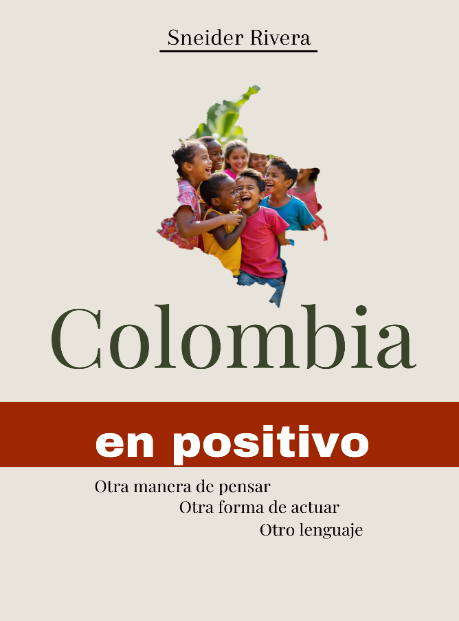 Sneider Rivera
Colombia
en positivo
Otra manera de pensar
Otra forma de actuar
Otro lenguaje